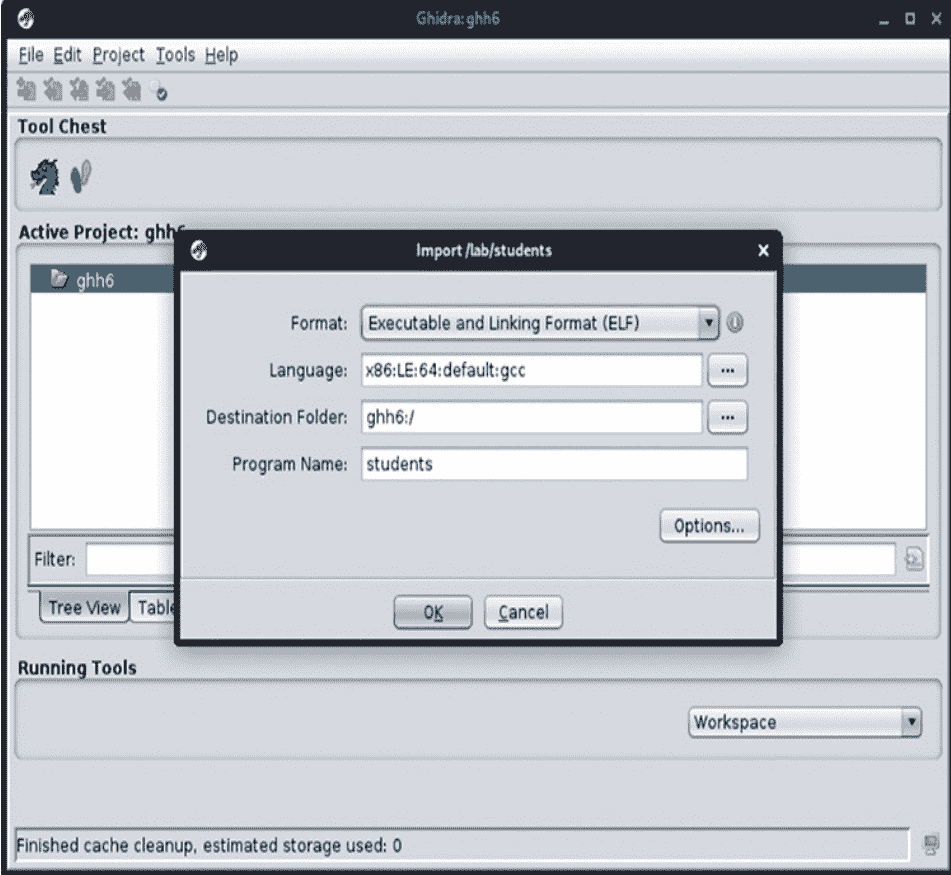 Ghidra: ghh6
File Edit Project Tools Help
Tool Chest
Active Project: ghh6
ghh6
Import /lab/students
Format: Executable and Linking Format (ELF)
Language: x86:LE:64:default:gcc ...
Destination Folder: ghh6:/ ...
Program Name: students
Options...
Filter:
OK Cancel
Tree View Table
Running Tools
Workspace
Finished cache cleanup, estimated storage used: 0